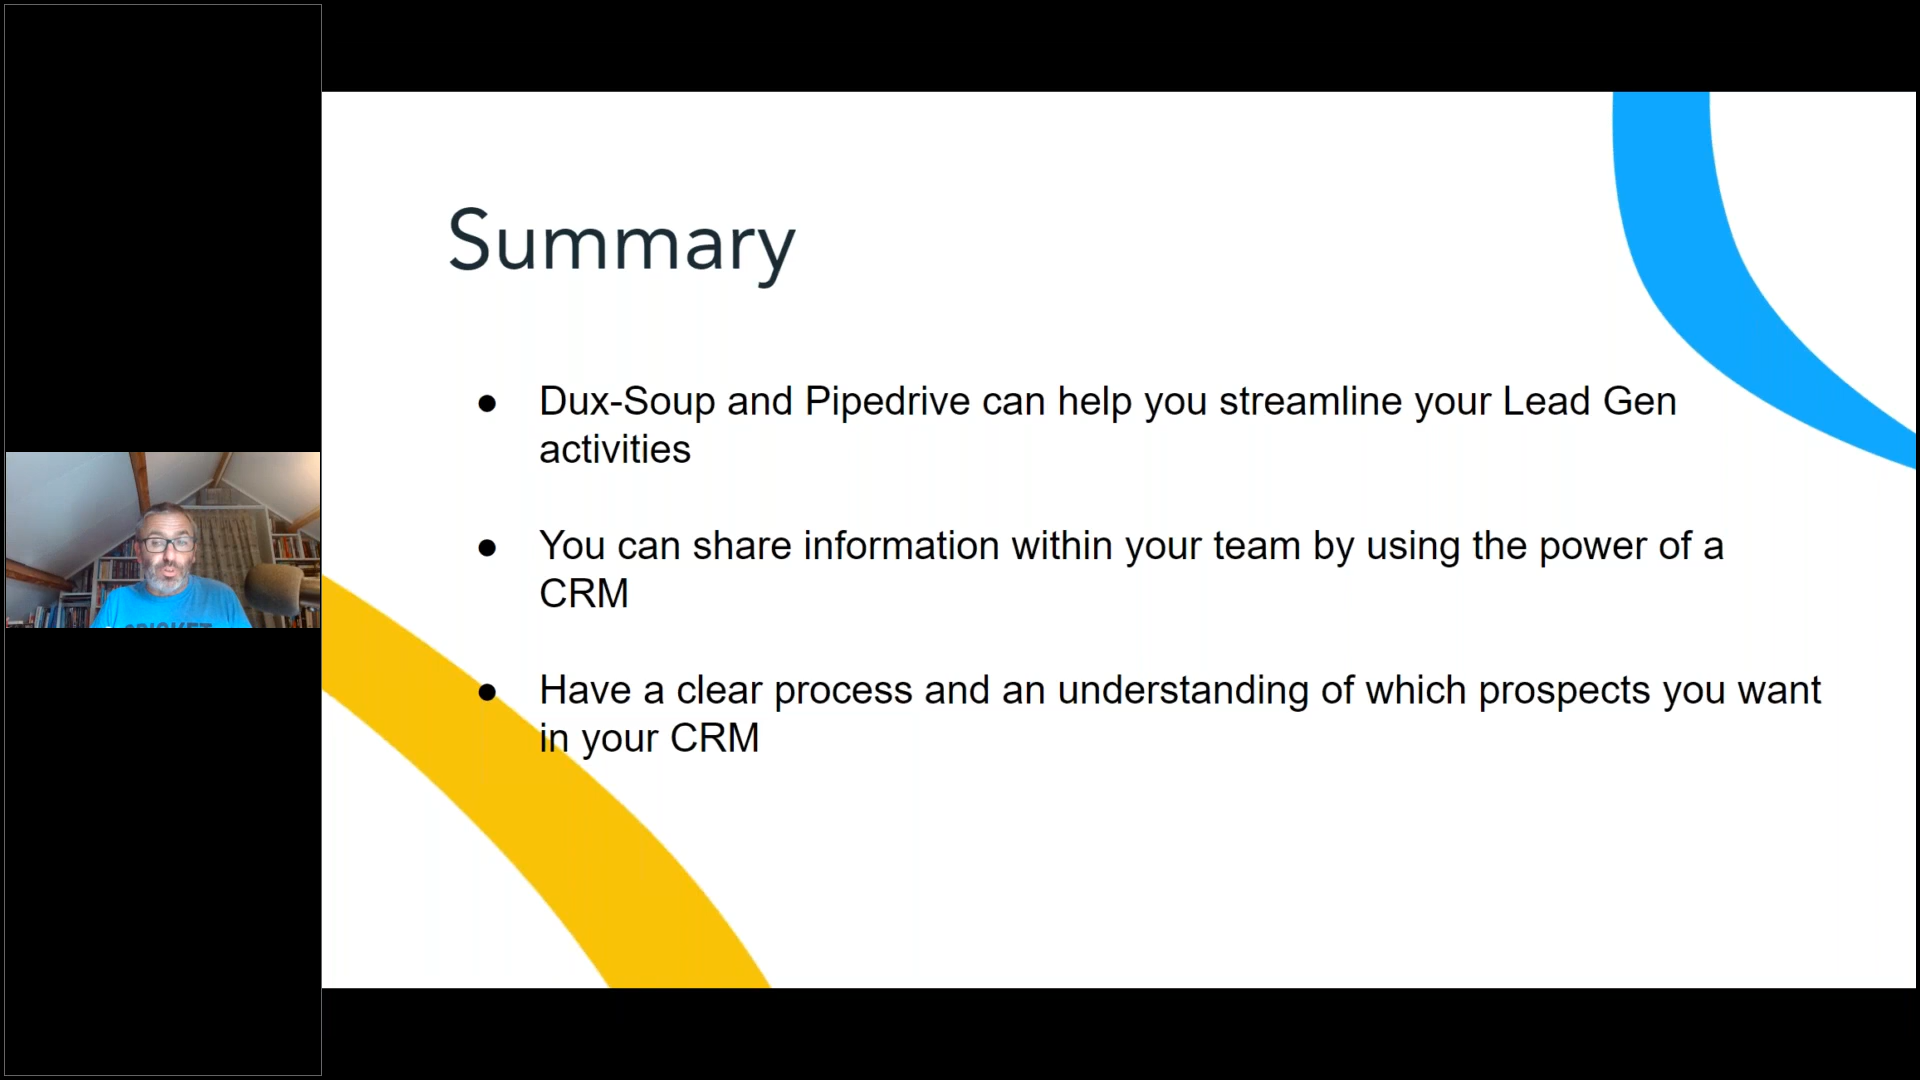 Summary
● Dux-Soup and Pipedrive can help you streamline your Lead Gen
activities
● You can share information within your team by using the power of a
CRM
● Have a clear process and an understanding of which prospects you want
in your CRM
CRICKET